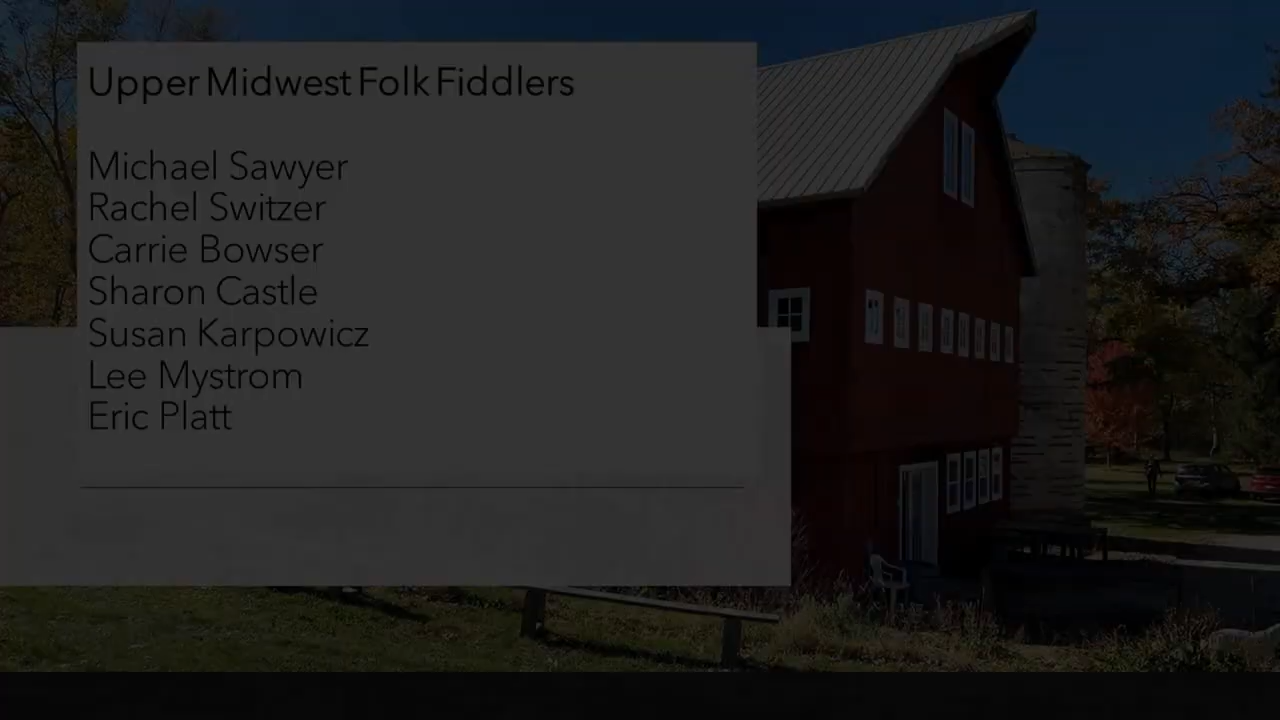 Upper Midwest Folk Fiddlers
Michael Sawyer
Rachel Switzer
Carrie Bowser
Sharon Castle
Susan Karpowicz
Lee Mystrom
Eric Platt